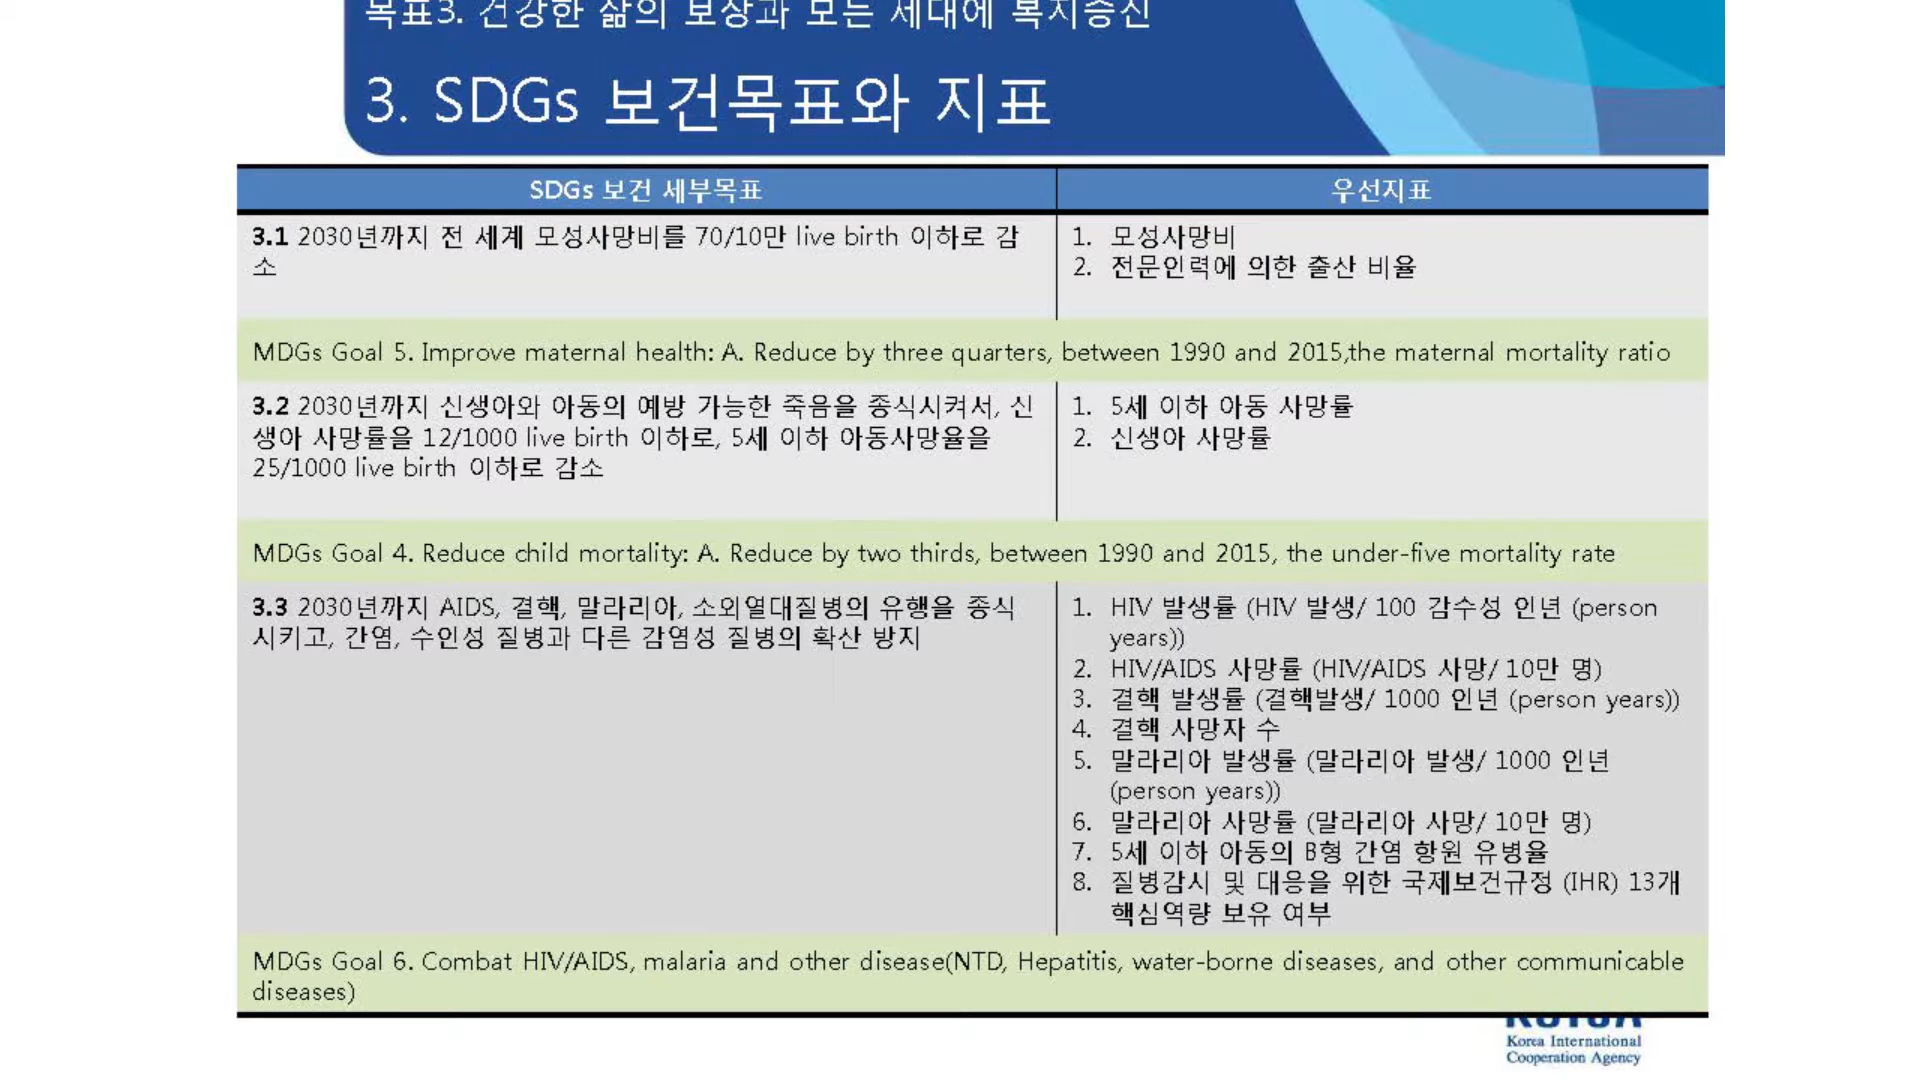 목표3. 건강한 삶의 보장과 모든 세대에 복지증진
3. SDGs 보건목표와 지표
SDGs 보건 세부목표
우선지표
3.1 2030년까지 전 세계 모성사망비를 70/10만 live birth 이하로 감
소
1. 모성사망비
2. 전문인력에 의한 출산 비율
MDGs Goal 5. Improve maternal health: A. Reduce by three quarters, between 1990 and 2015,the maternal mortality ratio
3.2 2030년까지 신생아와 아동의 예방 가능한 죽음을 종식시켜서, 신
생아 사망률을 12/1000 live birth 이하로, 5세 이하 아동사망율을
25/1000 live birth 이하로 감소
1. 5세 이하 아동 사망률
2. 신생아 사망률
MDGs Goal 4. Reduce child mortality: A. Reduce by two thirds, between 1990 and 2015, the under-five mortality rate
3.3 2030년까지 AIDS, 결핵, 말라리아, 소외열대질병의 유행을 종식
시키고, 간염, 수인성 질병과 다른 감염성 질병의 확산 방지
1. HIV 발생률 (HIV 발생/ 100 감수성 인년 (person
years))
2. HIV/AIDS 사망률 (HIV/AIDS 사망/ 10만 명)
3. 결핵 발생률 (결핵발생/ 1000 인년 (person years))
4. 결핵 사망자 수
5. 말라리아 발생률 (말라리아 발생/ 1000 인년
(person years))
6. 말라리아 사망률 (말라리아 사망/ 10만 명)
7. 5세 이하 아동의 B형 간염 항원 유병율
8. 질병감시 및 대응을 위한 국제보건규정 (IHR) 13개
핵심역량 보유 여부
MDGs Goal 6. Combat HIV/AIDS, malaria and other disease(NTD, Hepatitis, water-borne diseases, and other communicable
diseases)
Korea International
Cooperation Agency